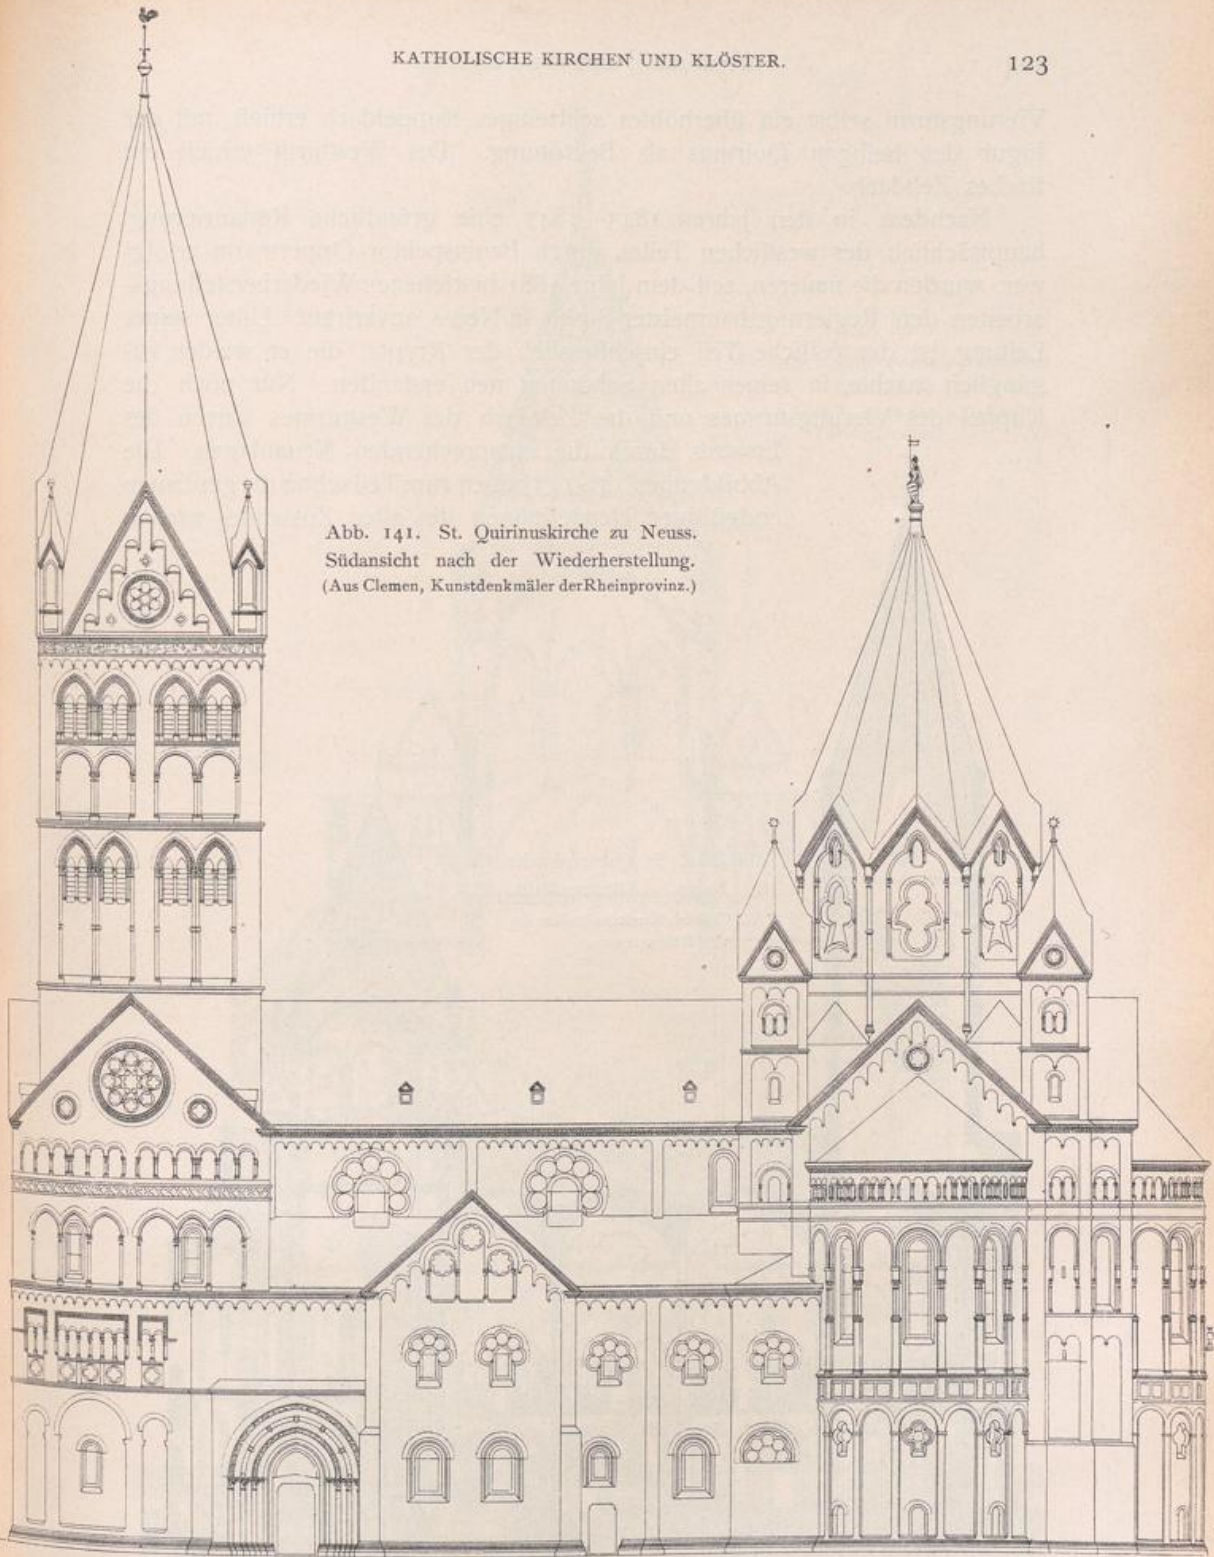 KATHOLISCHE KIRCHEN UND KLÖSTER. 123
Abb. 141. St. Quirinuskirche zu Neuss.
Südansicht nach der Wiederherstellung.
(Aus Clemen, Kunstdenkmäler der Rheinprovinz.)